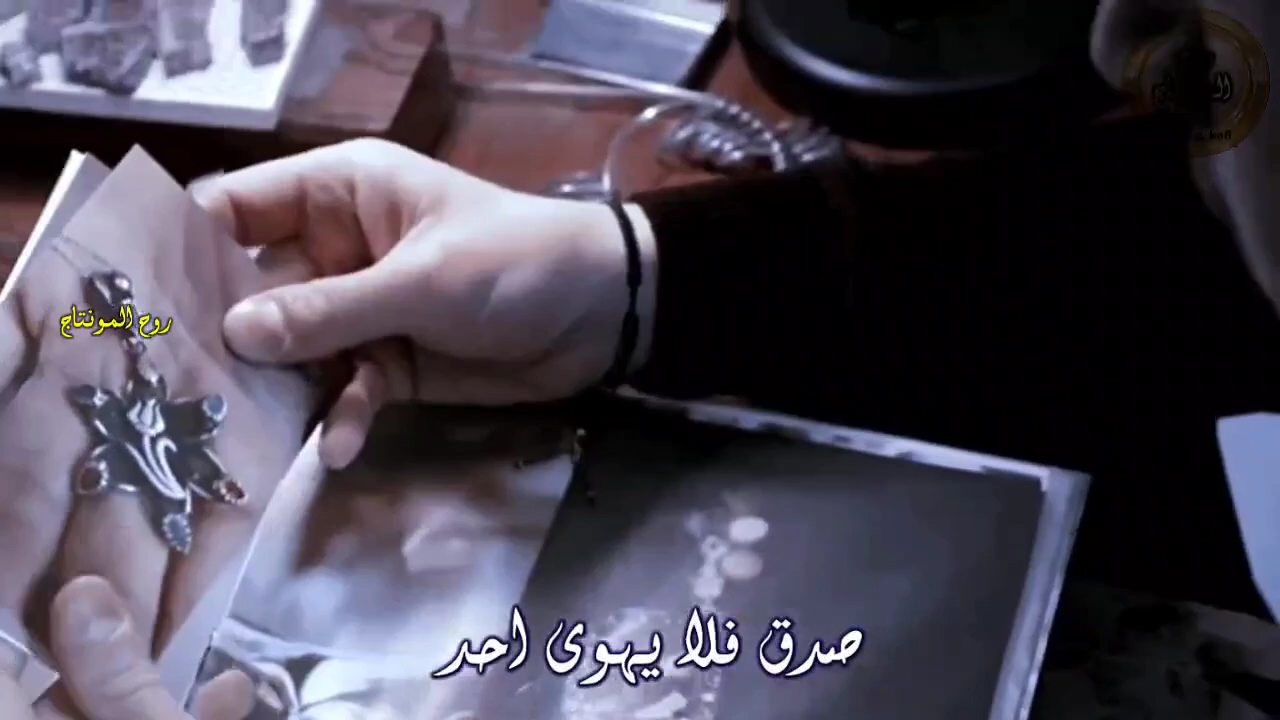 روح المونتاج
صدق فلا يهوى احد